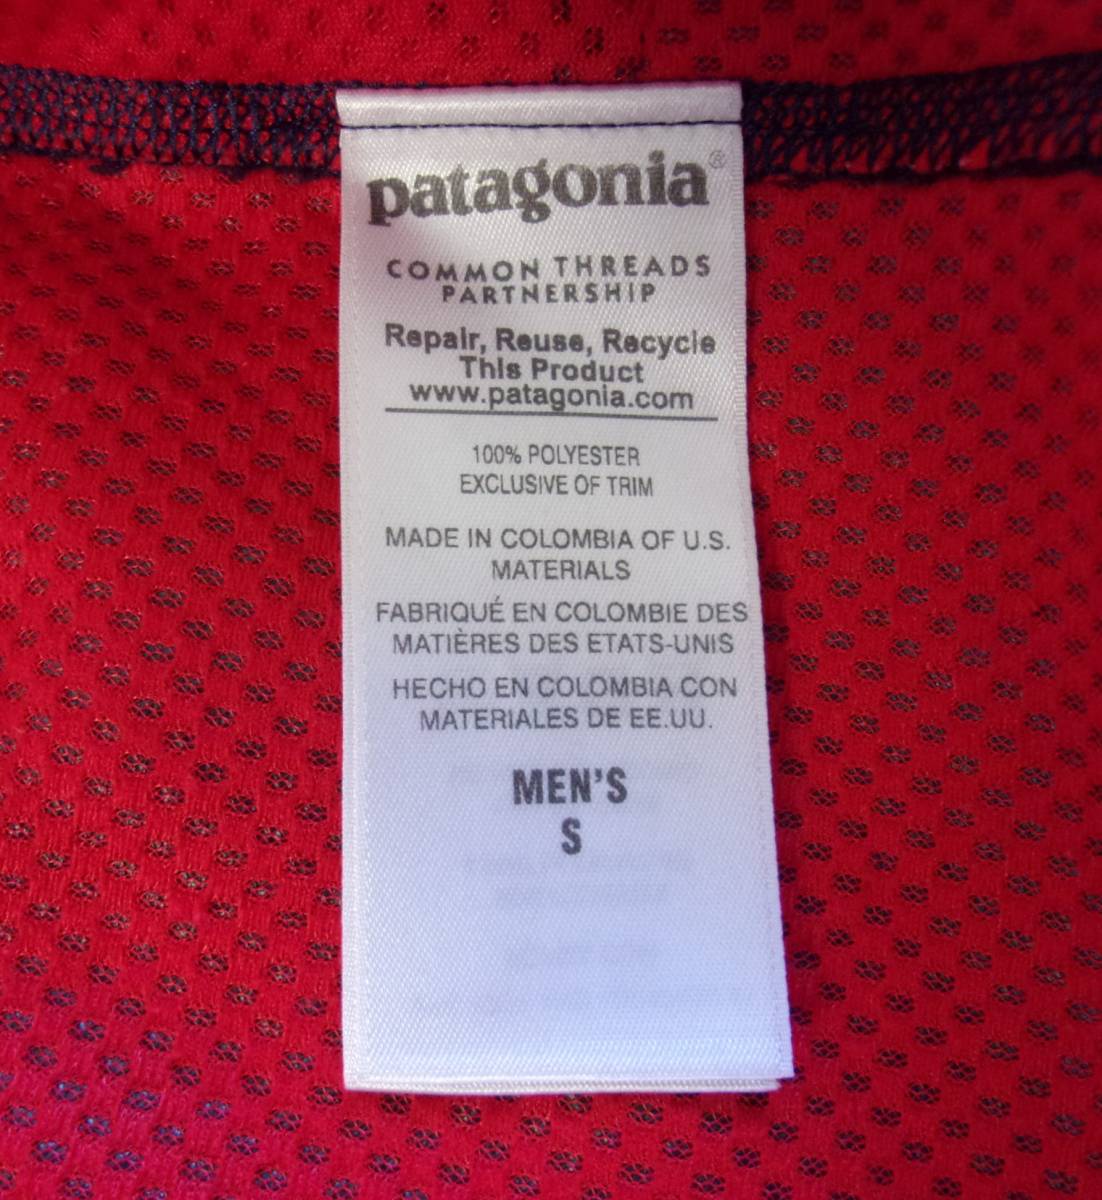 patagonia®
COMMON THREADS
PARTNERSHIP
Repair, Reuse, Recycle
This Product
www.patagonia.com
100% POLYESTER
EXCLUSIVE OF TRIM
MADE IN COLOMBIA OF U.S.
MATERIALS
FABRIQUÉ EN COLOMBIE DES
MATIÈRES DES ETATS-UNIS
HECHO EN COLOMBIA CON
MATERIALES DE EE.UU.
MEN'S
S